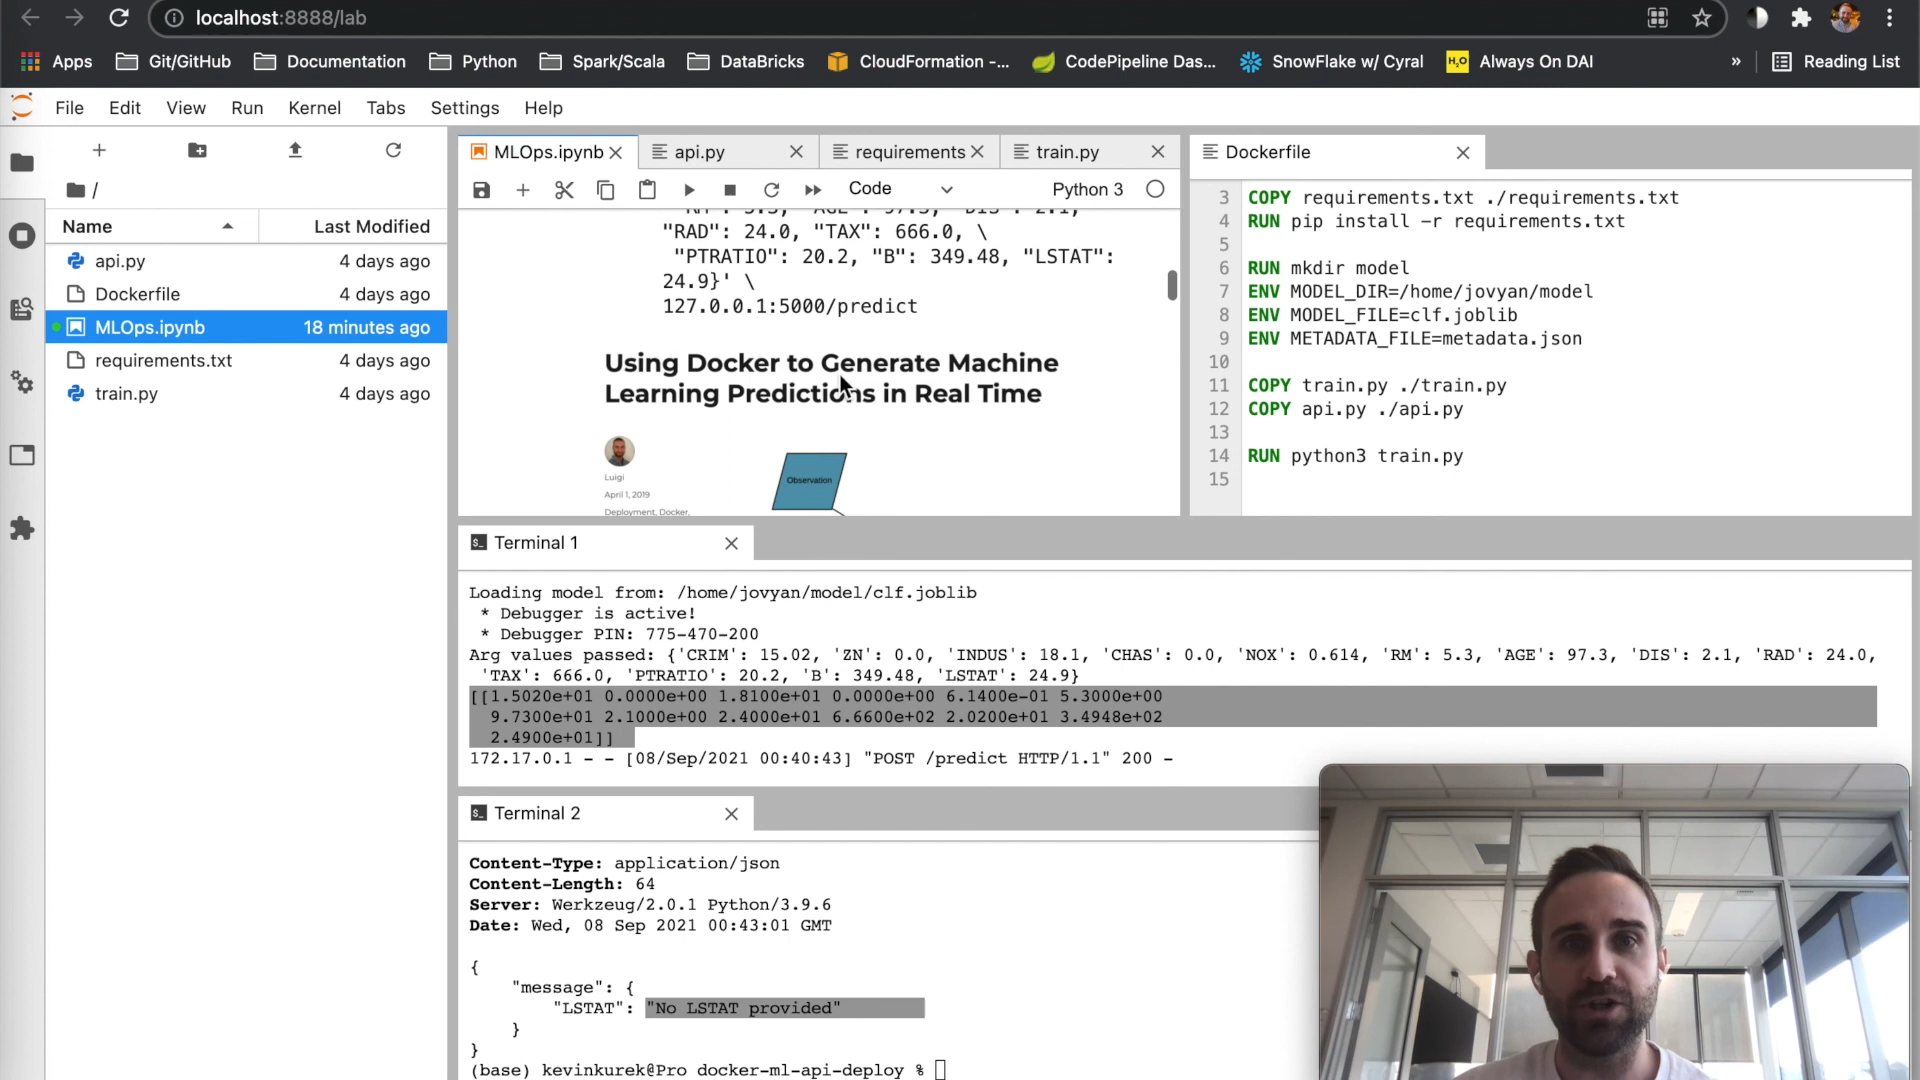 localhost:8888/lab
Apps
Git/GitHub
Documentation
Python
Spark/Scala
DataBricks
CloudFormation -...
CodePipeline Das...
SnowFlake w/ Cyral
H2O
Always On DAI
»
Reading List
File
Edit
View
Run
Kernel
Tabs
Settings
Help
/
Name
Last Modified
api.py
4 days ago
Dockerfile
4 days ago
MLOps.ipynb
18 minutes ago
requirements.txt
4 days ago
train.py
4 days ago
MLOps.ipynb
api.py
requirements
train.py
Code
Python 3
"RM": 5.3, "AGE": 97.3, "DIS": 2.1,
"RAD": 24.0, "TAX": 666.0, \
"PTRATIO": 20.2, "B": 349.48, "LSTAT":
24.9}' \
127.0.0.1:5000/predict
Using Docker to Generate Machine
Learning Predictions in Real Time
Luigi
April 1, 2019
Deployment, Docker,
Observation
Dockerfile
3 COPY requirements.txt ./requirements.txt
4 RUN pip install -r requirements.txt
5
6 RUN mkdir model
7 ENV MODEL_DIR=/home/jovyan/model
8 ENV MODEL_FILE=clf.joblib
9 ENV METADATA_FILE=metadata.json
10
11 COPY train.py ./train.py
12 COPY api.py ./api.py
13
14 RUN python3 train.py
15
Terminal 1
Loading model from: /home/jovyan/model/clf.joblib
* Debugger is active!
* Debugger PIN: 775-470-200
Arg values passed: {'CRIM': 15.02, 'ZN': 0.0, 'INDUS': 18.1, 'CHAS': 0.0, 'NOX': 0.614, 'RM': 5.3, 'AGE': 97.3, 'DIS': 2.1, 'RAD': 24.0,
'TAX': 666.0, 'PTRATIO': 20.2, 'B': 349.48, 'LSTAT': 24.9}
[[1.5020e+01 0.0000e+00 1.8100e+01 0.0000e+00 6.1400e-01 5.3000e+00
9.7300e+01 2.1000e+00 2.4000e+01 6.6600e+02 2.0200e+01 3.4948e+02
2.4900e+01]]
172.17.0.1 - - [08/Sep/2021 00:40:43] "POST /predict HTTP/1.1" 200 -
Terminal 2
Content-Type: application/json
Content-Length: 64
Server: Werkzeug/2.0.1 Python/3.9.6
Date: Wed, 08 Sep 2021 00:43:01 GMT
{
"message": {
"LSTAT": "No LSTAT provided"
}
}
(base) kevinkurek@Pro docker-ml-api-deploy %